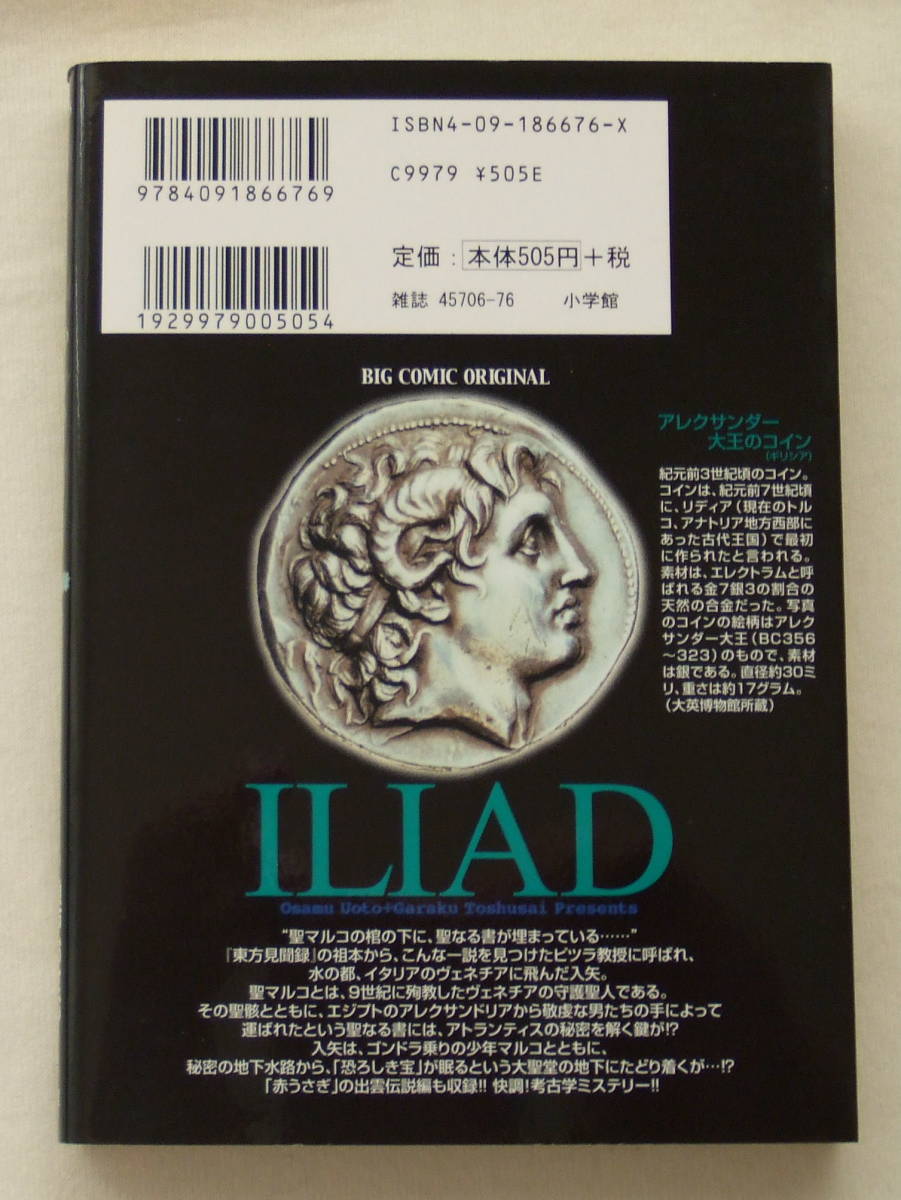 ISBN4-09-186676-X
C9979 ¥505E
9784091866769
定価：本体505円＋税
雑誌 45706-76 小学館
1929979005054
BIG COMIC ORIGINAL
アレクサンダー
大王のコイン
(ギリシア)
紀元前3世紀頃のコイン。
コインは、紀元前7世紀頃
に、リディア(現在のトル
コ、アナトリア地方西部に
あった古代王国)で最初
に作られたと言われる。
素材は、エレクトラムと呼
ばれる金7銀3の割合の
天然の合金だった。写真
のコインの絵柄はアレク
サンダー大王(BC356
～323)のもので、素材
は銀である。直径約30ミ
リ、重さは約17グラム。
(大英博物館所蔵)
ILIAD
Osamu Uoto+Garaku Toshusai Presents
“聖マルコの棺の下に、聖なる書が埋まっている……”
『東方見聞録』の祖本から、こんな一説を見つけたピツラ教授に呼ばれ、
水の都、イタリアのヴェネチアに飛んだ入矢。
聖マルコとは、9世紀に殉教したヴェネチアの守護聖人である。
その聖骸とともに、エジプトのアレクサンドリアから敬虔な男たちの手によって
運ばれたという聖なる書には、アトランティスの秘密を解く鍵が!?
入矢は、ゴンドラ乗りの少年マルコとともに、
秘密の地下水路から、「恐ろしき宝」が眠るという大聖堂の地下にたどり着くが…!?
「赤うさぎ」の出雲伝説編も収録!! 快調!考古学ミステリー!!